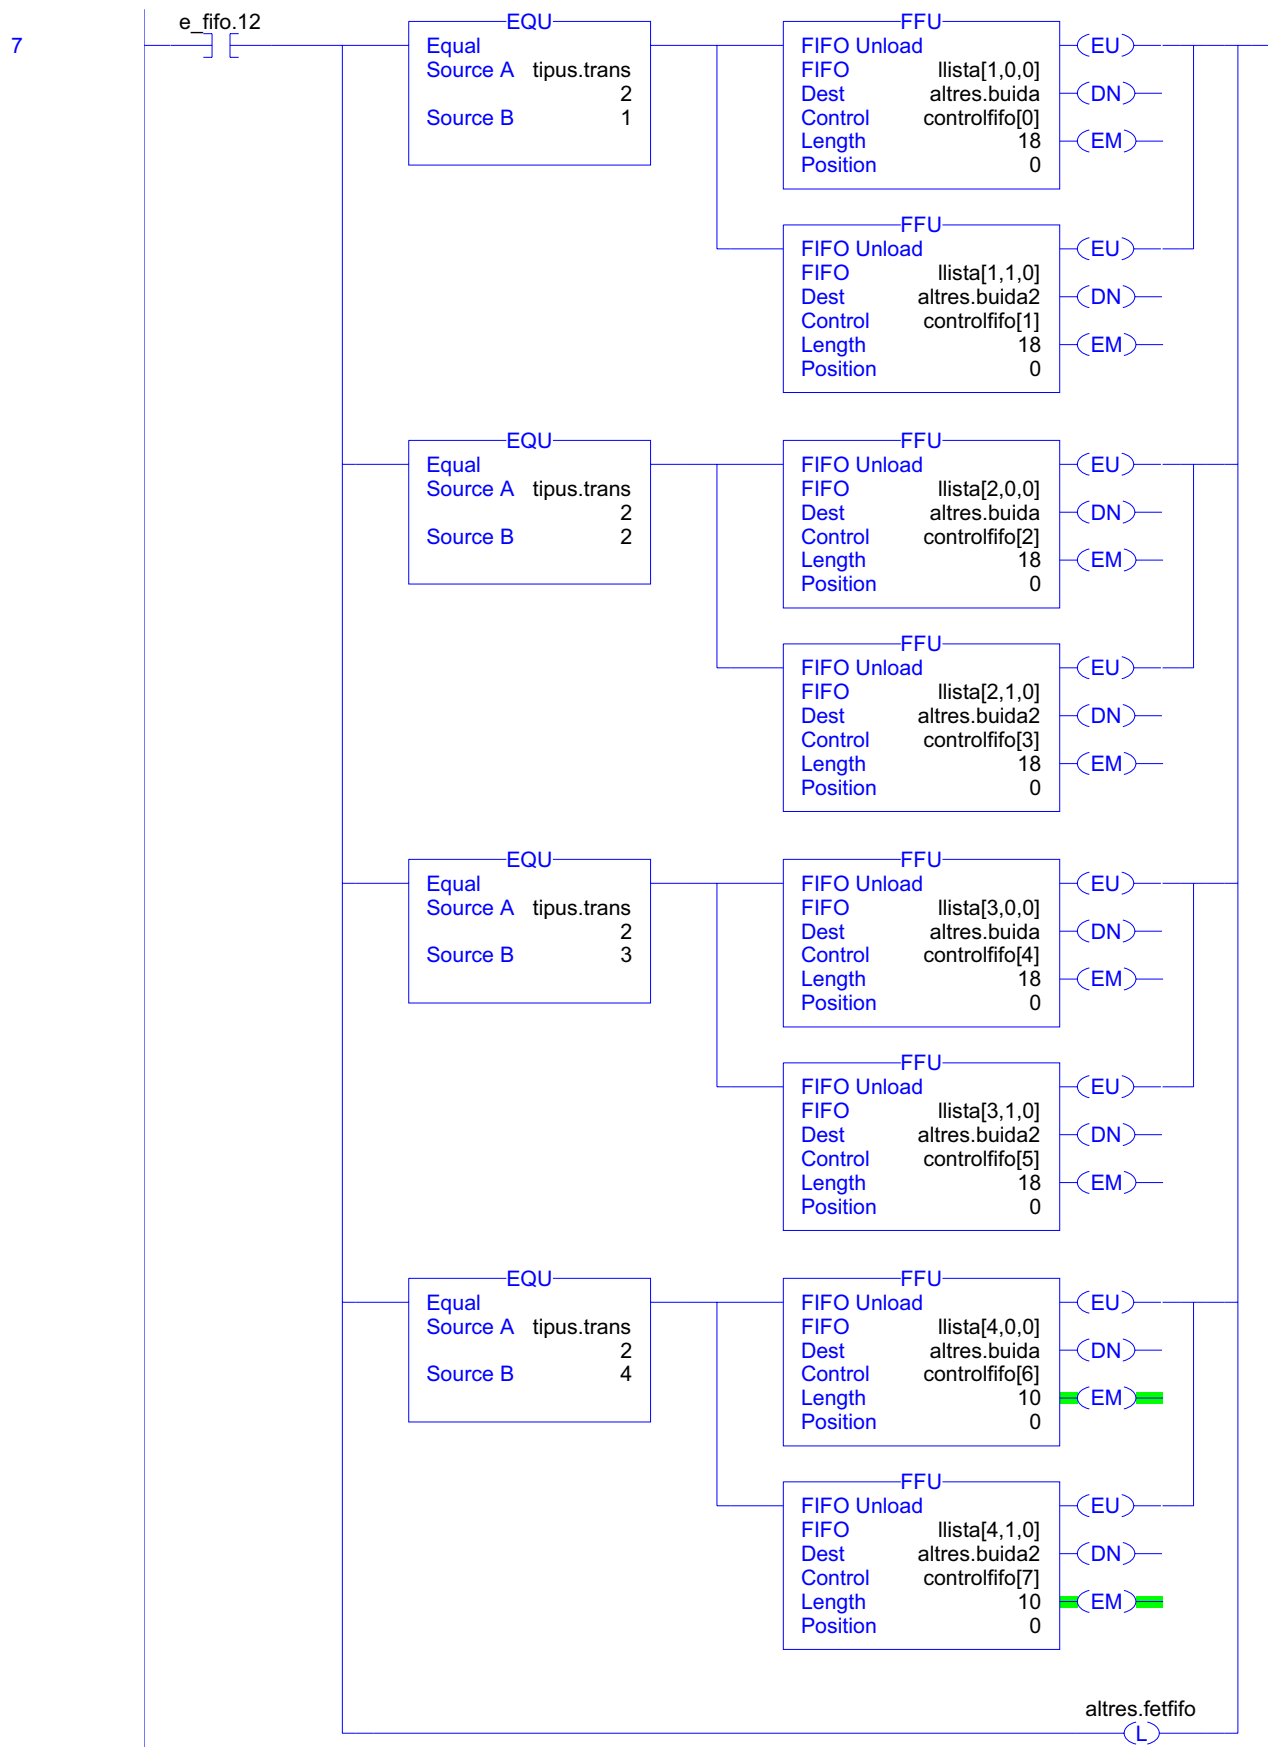 e_fifo.12
7
EQU
Equal
Source A tipus.trans
2
Source B 1
FFU
FIFO Unload
FIFO llista[1,0,0]
Dest altres.buida
Control controlfifo[0]
Length 18
Position 0
EU
DN
EM
FFU
FIFO Unload
FIFO llista[1,1,0]
Dest altres.buida2
Control controlfifo[1]
Length 18
Position 0
EU
DN
EM
EQU
Equal
Source A tipus.trans
2
Source B 2
FFU
FIFO Unload
FIFO llista[2,0,0]
Dest altres.buida
Control controlfifo[2]
Length 18
Position 0
EU
DN
EM
FFU
FIFO Unload
FIFO llista[2,1,0]
Dest altres.buida2
Control controlfifo[3]
Length 18
Position 0
EU
DN
EM
EQU
Equal
Source A tipus.trans
2
Source B 3
FFU
FIFO Unload
FIFO llista[3,0,0]
Dest altres.buida
Control controlfifo[4]
Length 18
Position 0
EU
DN
EM
FFU
FIFO Unload
FIFO llista[3,1,0]
Dest altres.buida2
Control controlfifo[5]
Length 18
Position 0
EU
DN
EM
EQU
Equal
Source A tipus.trans
2
Source B 4
FFU
FIFO Unload
FIFO llista[4,0,0]
Dest altres.buida
Control controlfifo[6]
Length 10
Position 0
EU
DN
EM
FFU
FIFO Unload
FIFO llista[4,1,0]
Dest altres.buida2
Control controlfifo[7]
Length 10
Position 0
EU
DN
EM
altres.fetfifo
L